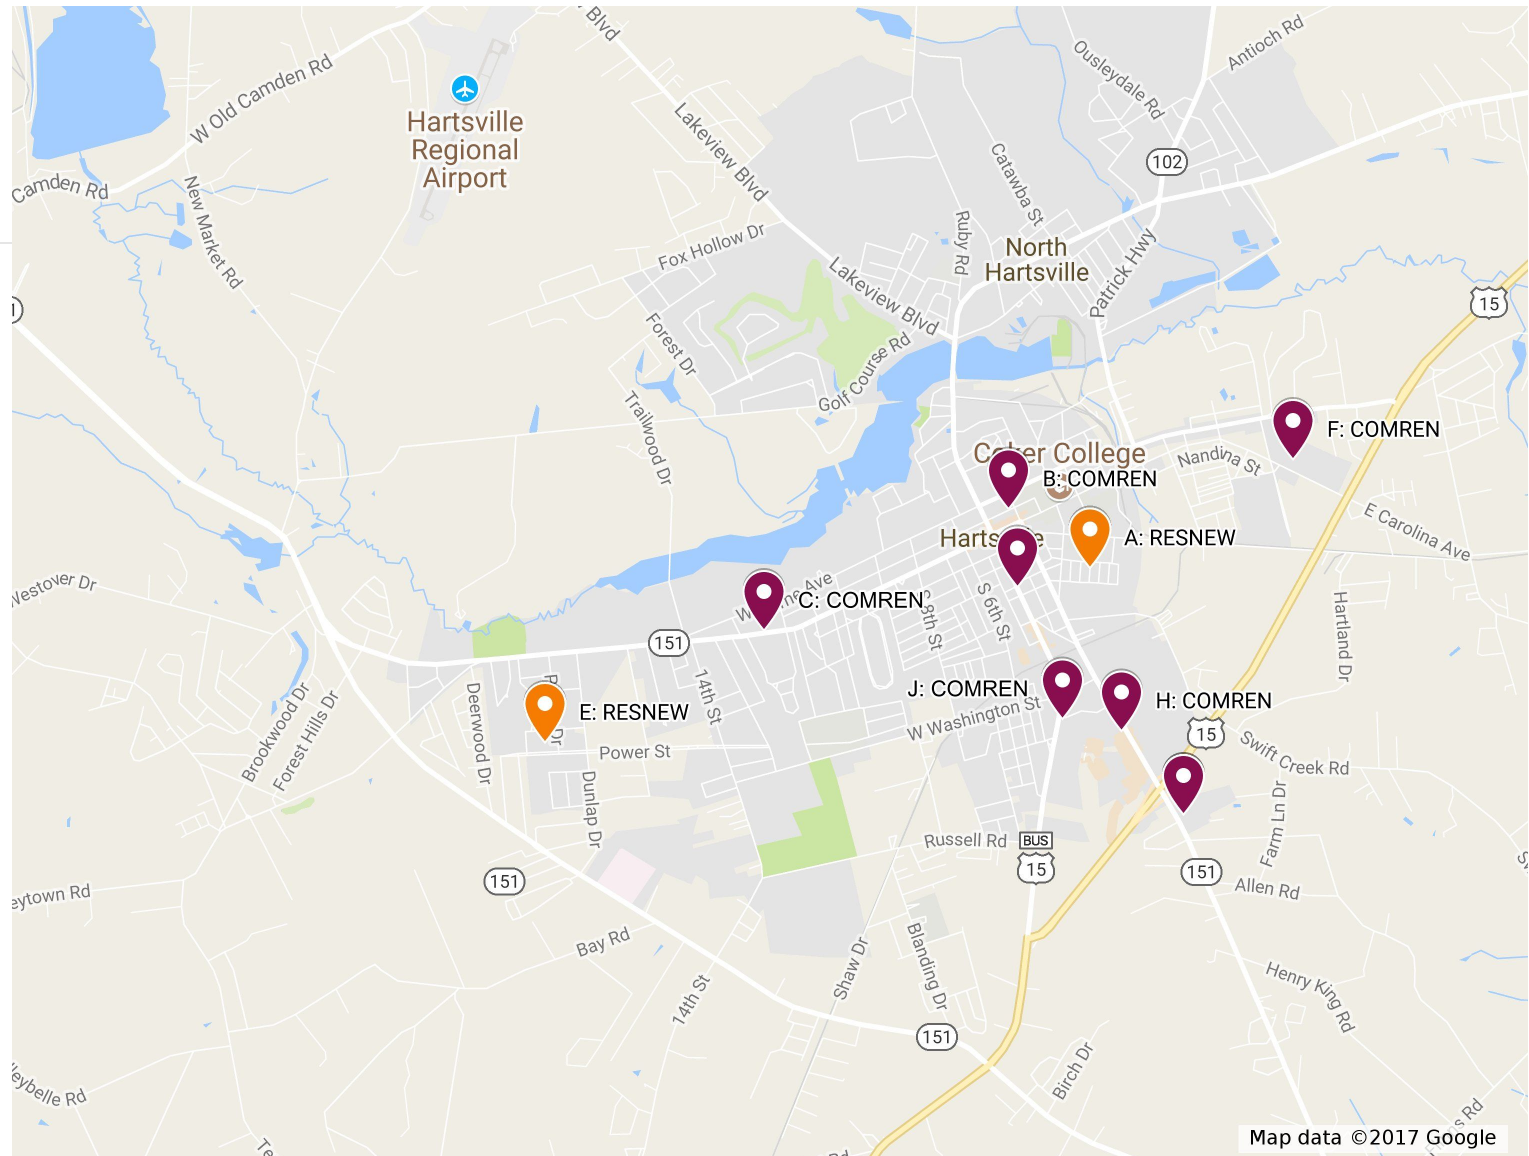 Blvd
W Old Camden Rd
Antioch Rd
Ousleydale Rd
Hartsville
Regional
Airport
Lakeview Blvd
Catawba St
102
Camden Rd
New Market Rd
Ruby Rd
Fox Hollow Dr
North
Hartsville
Patrick Hwy
Lakeview Blvd
15
Forest Dr
Golf Course Rd
Trailwood Dr
F: COMREN
Nandina St
B: COMREN
A: RESNEW
E Carolina Ave
Westover Dr
C: COMREN
S 8th St
S 6th St
Hartland Dr
151
14th St
J: COMREN
H: COMREN
W Washington St
15
E: RESNEW
Deerwood Dr
Brookwood Dr
Forest Hills Dr
Power St
Dunlap Dr
Swift Creek Rd
Farm Ln Dr
Russell Rd
BUS
15
151
151
Allen Rd
Bay Rd
Shaw Dr
Blanding Dr
14th St
Henry King Rd
151
Birch Dr
Rd
Map data ©2017 Google